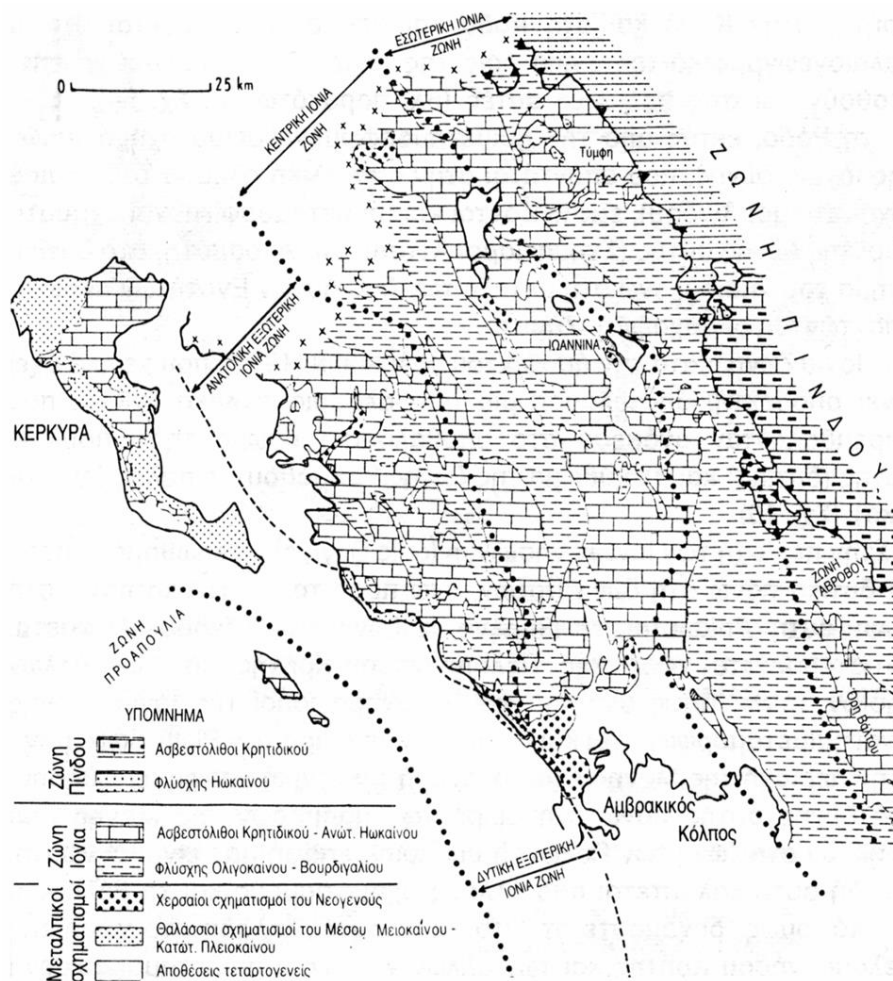 ΕΣΩΤΕΡΙΚΗ ΙΟΝΙΑ
ΖΩΝΗ
0 25 km
ΚΕΝΤΡΙΚΗ ΙΟΝΙΑ
ΖΩΝΗ
Τύμφη
ΖΩΝΗ ΠΙΝΔΟΥ
ΑΝΑΤΟΛΙΚΗ ΕΞΩΤΕΡΙΚΗ
ΙΟΝΙΑ ΖΩΝΗ
ΙΩΑΝΝΙΝΑ
ΚΕΡΚΥΡΑ
ΖΩΝΗ
ΓΑΒΡΟΒΟΥ
ΖΩΝΗ
ΠΡΟΑΠΟΥΛΙΑ
Όρη Βάλτου
ΥΠΟΜΝΗΜΑ
Ζώνη
Πίνδου
Ασβεστόλιθοι Κρητιδικού
Φλύσχης Ηωκαίνου
Αμβρακικός
Κόλπος
Ζώνη
Ιόνια
Ασβεστόλιθοι Κρητιδικού - Ανώτ. Ηωκαίνου
Φλύσχης Ολιγοκαίνου - Βουρδιγαλίου
ΔΥΤΙΚΗ ΕΞΩΤΕΡΙΚΗ
ΙΟΝΙΑ ΖΩΝΗ
Μεταλπικοί
σχηματισμοί
Χερσαίοι σχηματισμοί του Νεογενούς
Θαλάσσιοι σχηματισμοί του Μέσου Μειοκαίνου -
Κατώτ. Πλειοκαίνου
Αποθέσεις τεταρτογενείς